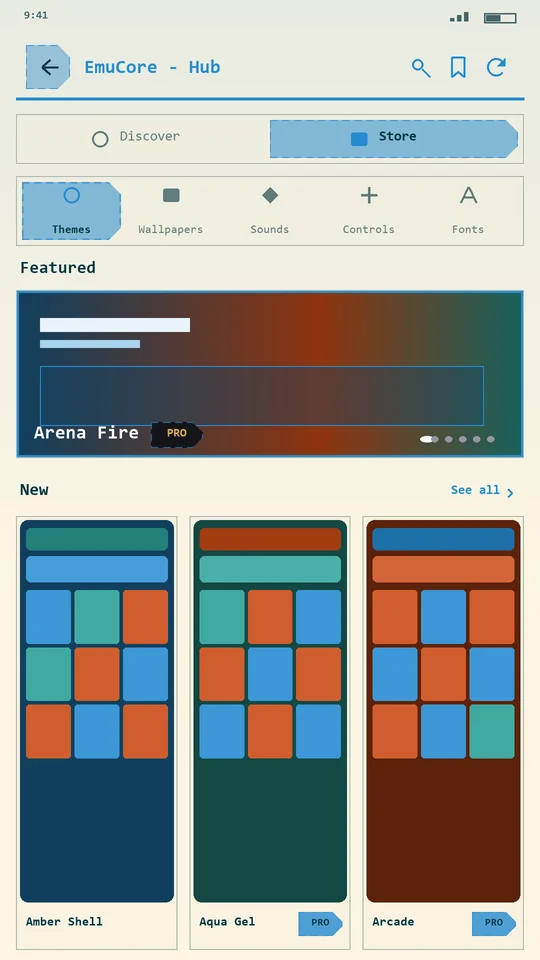 9:41
EmuCore - Hub
Discover
Store
Themes
Wallpapers
Sounds
Controls
Fonts
Featured
Arena Fire
PRO
New
See all
Amber Shell
Aqua Gel
PRO
Arcade
PRO